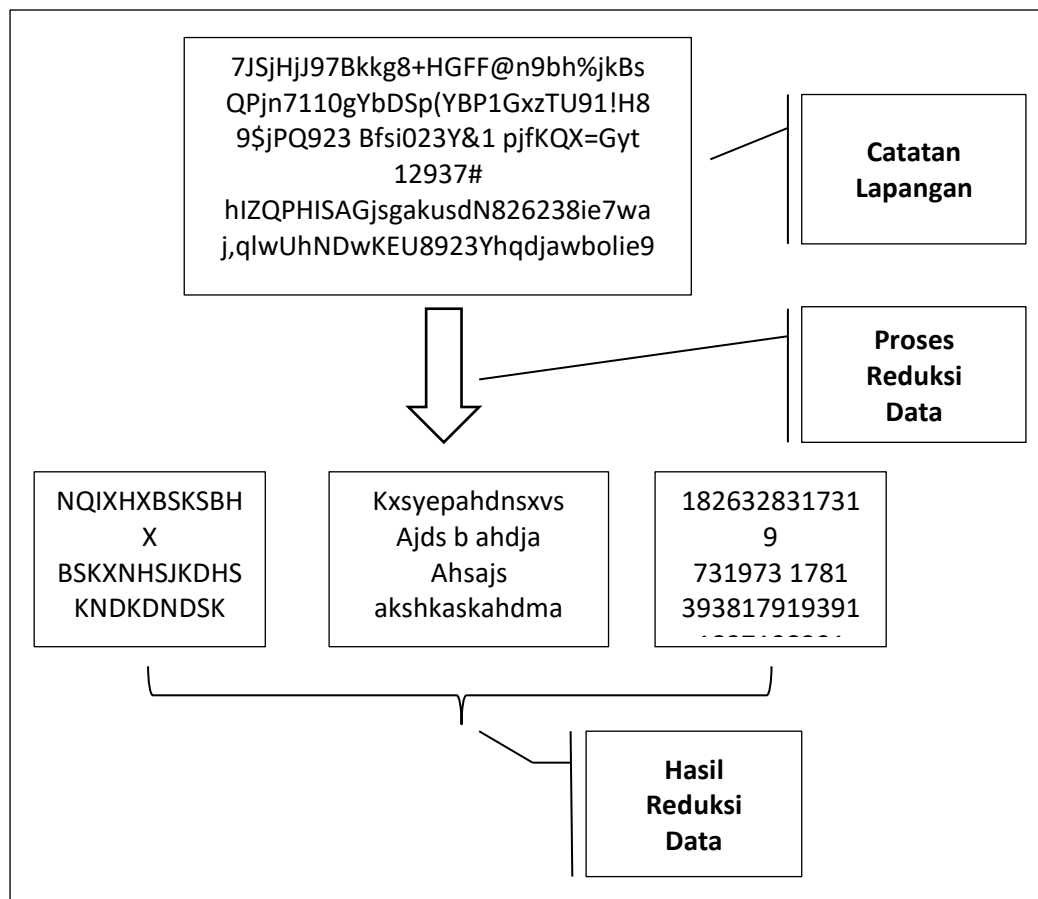 7JSjHjJ97Bkkg8+HGFF@n9bh%jkBs
QPjn7110gYbDSp(YBP1GxzTU91!H8
9$jPQ923 Bfsi023Y&1 pjfKQX=Gyt
12937#
hIZQPHISAGjsgakusdN826238ie7wa
j,qlwUhNDwKEU8923Yhqdjawbolie9
Catatan
Lapangan
Proses
Reduksi
Data
NQIXHXBSKSBH
X
BSKXNHSJKDHS
KNDKDNDSK
Kxsyepahdnsxvs
Ajds b ahdja
Ahsajs
akshkaskahdma
182632831731
9
731973 1781
393817919391
Hasil
Reduksi
Data